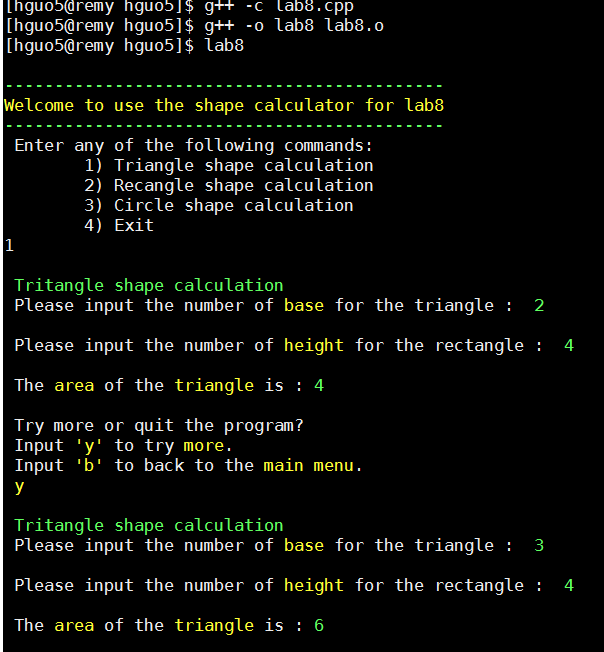 [hguo5@remy hguo5]$ g++ -c lab8.cpp
[hguo5@remy hguo5]$ g++ -o lab8 lab8.o
[hguo5@remy hguo5]$ lab8
--------------------------------------------
Welcome to use the shape calculator for lab8
--------------------------------------------
Enter any of the following commands:
1) Triangle shape calculation
2) Recangle shape calculation
3) Circle shape calculation
4) Exit
1
Tritangle shape calculation
Please input the number of base for the triangle : 2
Please input the number of height for the rectangle : 4
The area of the triangle is : 4
Try more or quit the program?
Input 'y' to try more.
Input 'b' to back to the main menu.
y
Tritangle shape calculation
Please input the number of base for the triangle : 3
Please input the number of height for the rectangle : 4
The area of the triangle is : 6